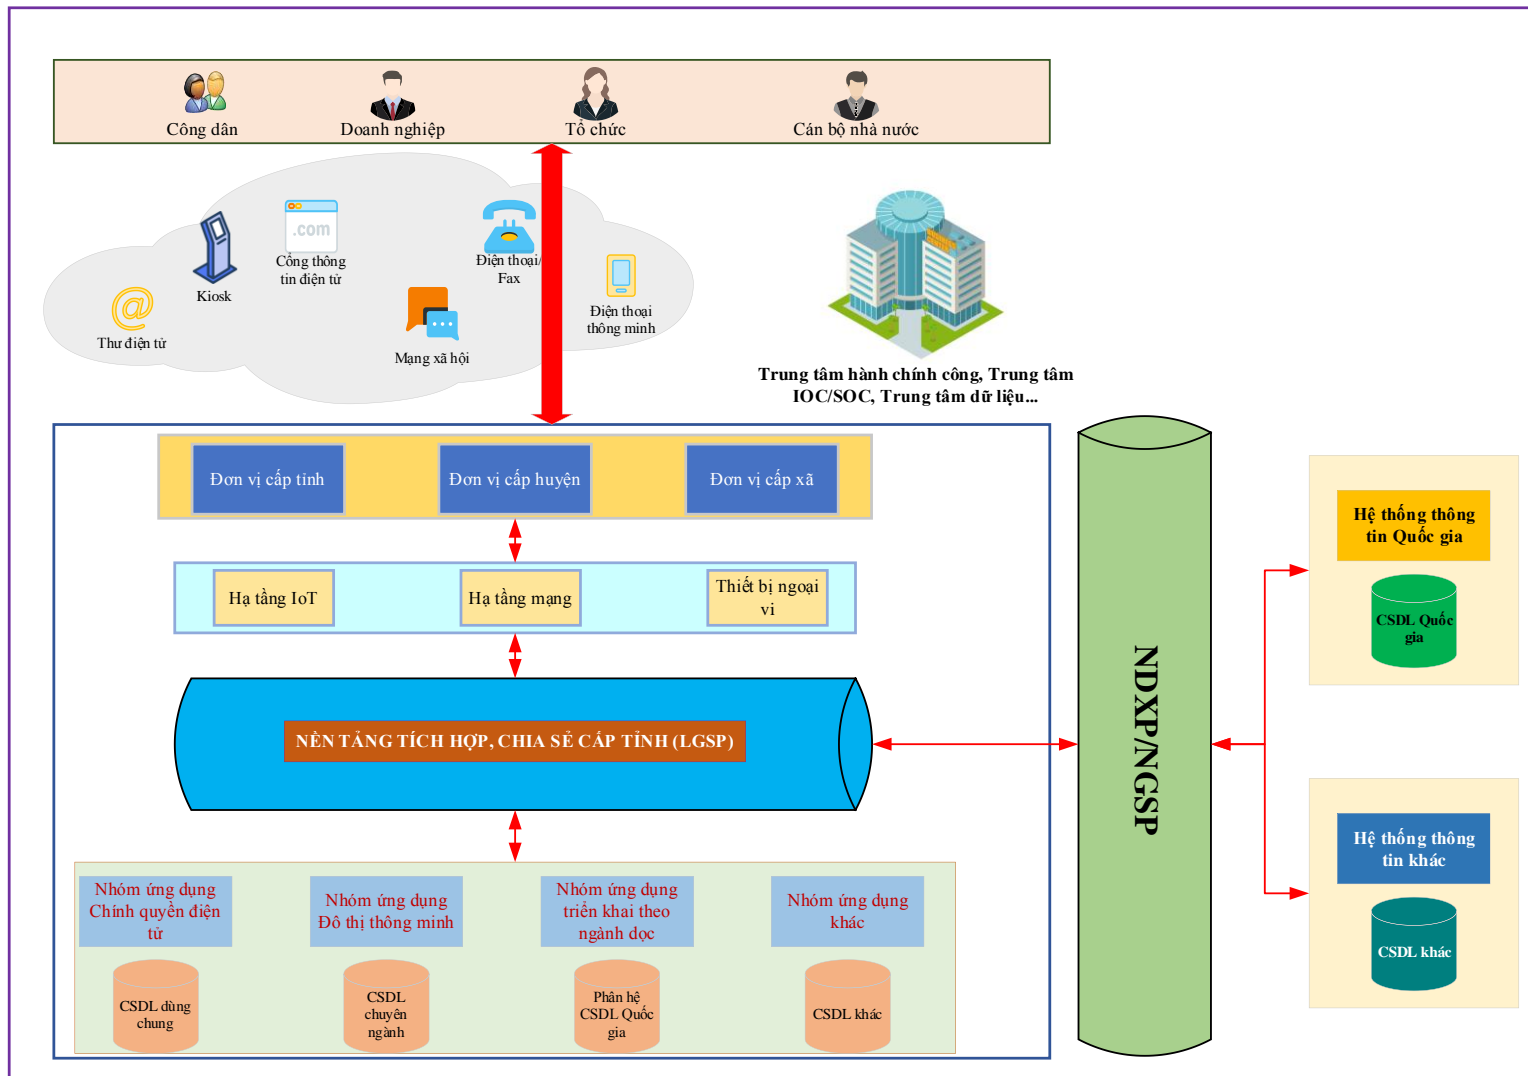 Công dân
Doanh nghiệp
Tổ chức
Cán bộ nhà nước
.com
Cổng thông
tin điện tử
Kiosk
@
Thư điện tử
Điện thoại/
Fax
Mạng xã hội
Điện thoại
thông minh
Trung tâm hành chính công, Trung tâm
IOC/SOC, Trung tâm dữ liệu...
Đơn vị cấp tỉnh
Đơn vị cấp huyện
Đơn vị cấp xã
Hạ tầng IoT
Hạ tầng mạng
Thiết bị ngoại
vi
NỀN TẢNG TÍCH HỢP, CHIA SẺ CẤP TỈNH (LGSP)
Nhóm ứng dụng
Chính quyền điện
tử
Nhóm ứng dụng
Đô thị thông minh
Nhóm ứng dụng
triển khai theo
ngành dọc
Nhóm ứng dụng
khác
CSDL dùng
chung
CSDL
chuyên
ngành
Phân hệ
CSDL Quốc
gia
CSDL khác
NDXP/NGSP
Hệ thống thông
tin Quốc gia
CSDL Quốc
gia
Hệ thống thông
tin khác
CSDL khác